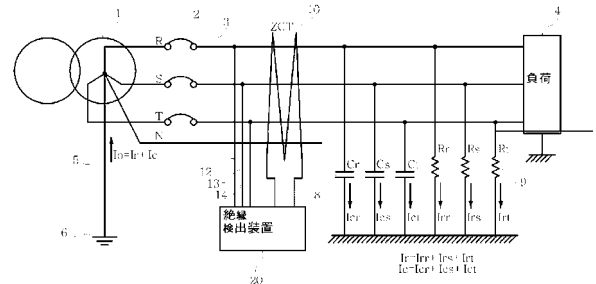 1
2
3
10
4
R
ZCT
S
負荷
T
N
Io=Ir+Ic
5
12
13
14
8
Cr
Cs
Rr
Rs
9
Icr
Ics
Ict
Irr
Irs
Irt
絶縁
検出装置
6
20
Ir=Irr+Irs+Irt
Ic=Icr+Ics+Ict